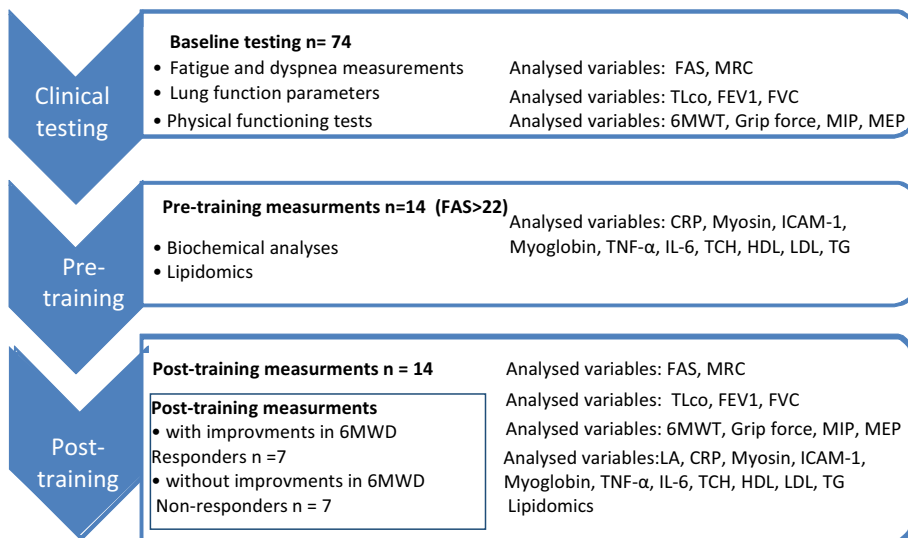 Clinical
testing
Baseline testing n= 74
• Fatigue and dyspnea measurements
Analysed variables: FAS, MRC
• Lung function parameters
Analysed variables: TLco, FEV1, FVC
• Physical functioning tests
Analysed variables: 6MWT, Grip force, MIP, MEP
Pre-
training
Pre-training measurments n=14 (FAS>22)
• Biochemical analyses
• Lipidomics
Analysed variables: CRP, Myosin, ICAM-1,
Myoglobin, TNF-α, IL-6, TCH, HDL, LDL, TG
Post-
training
Post-training measurments n = 14
Post-training measurments
• with improvments in 6MWD
Responders n =7
• without improvments in 6MWD
Non-responders n = 7
Analysed variables: FAS, MRC
Analysed variables: TLco, FEV1, FVC
Analysed variables: 6MWT, Grip force, MIP, MEP
Analysed variables:LA, CRP, Myosin, ICAM-1,
Myoglobin, TNF-α, IL-6, TCH, HDL, LDL, TG
Lipidomics